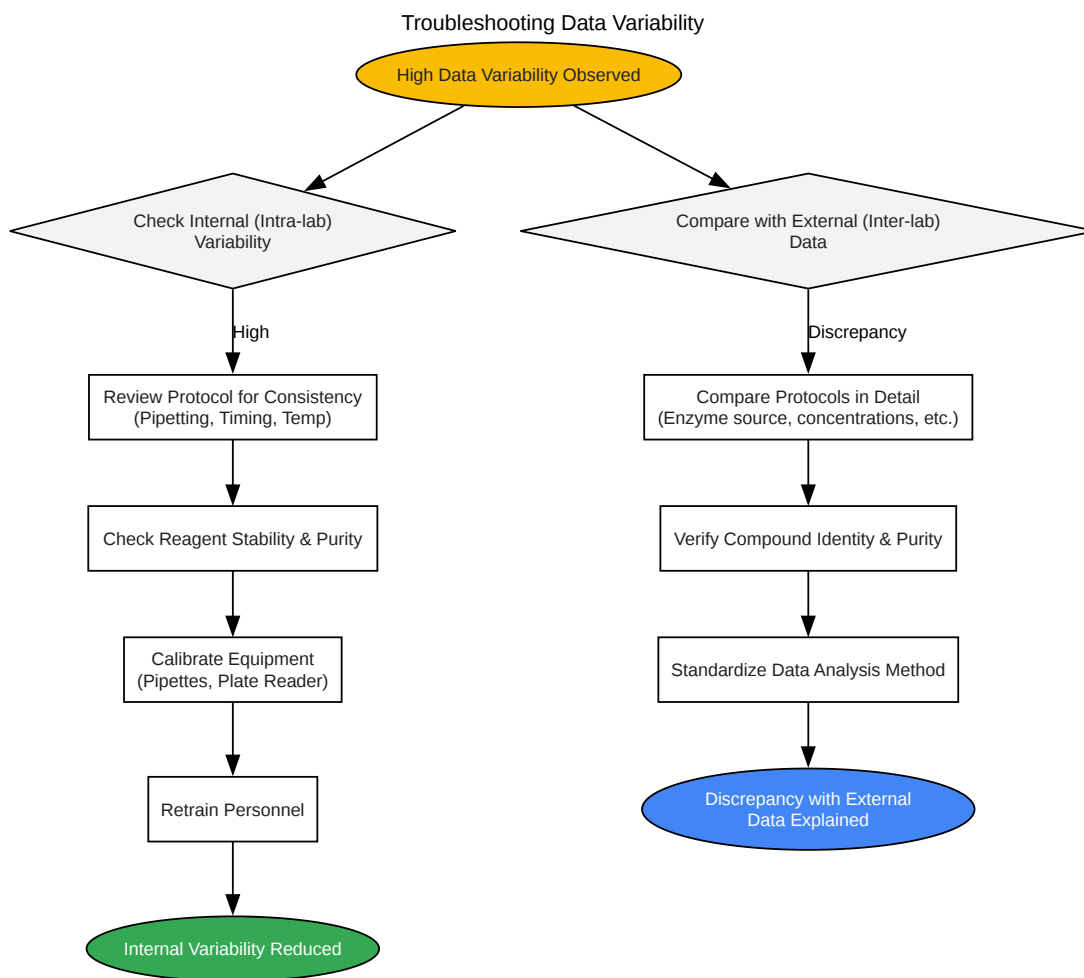 Troubleshooting Data Variability
High Data Variability Observed
Check Internal (Intra-lab)
Variability
Compare with External (Inter-lab)
Data
High
Discrepancy
Review Protocol for Consistency
(Pipetting, Timing, Temp)
Compare Protocols in Detail
(Enzyme source, concentrations, etc.)
Check Reagent Stability & Purity
Verify Compound Identity & Purity
Calibrate Equipment
(Pipettes, Plate Reader)
Standardize Data Analysis Method
Retrain Personnel
Discrepancy with External
Data Explained
Internal Variability Reduced